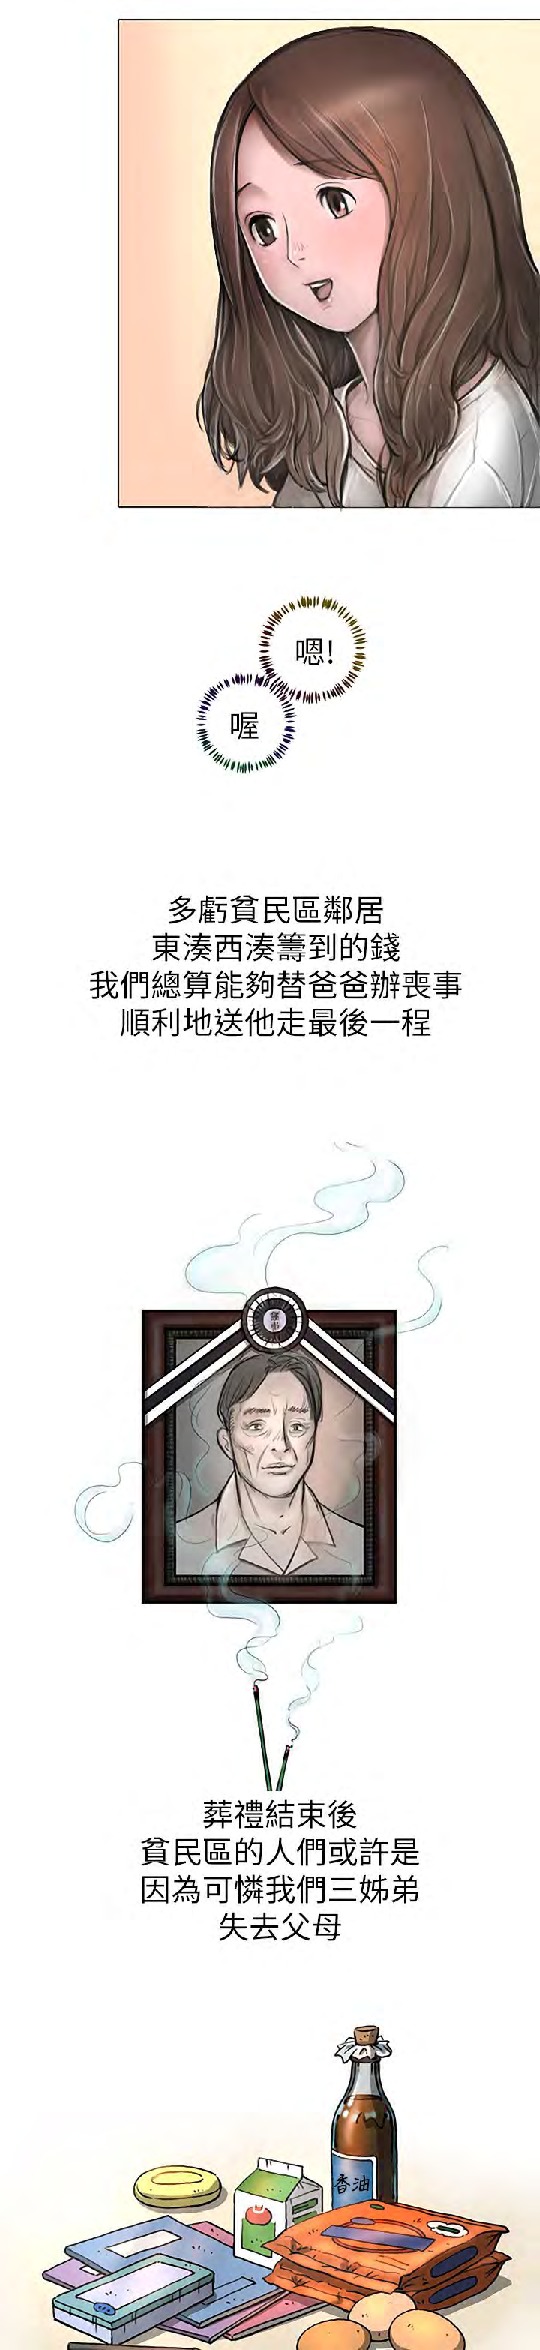 嗯!
喔
多虧貧民區鄰居
東湊西湊籌到的錢
我們總算能夠替爸爸辦喪事
順利地送他走最後一程
葬禮結束後
貧民區的人們或許是
因為可憐我們三姊弟
失去父母
香油